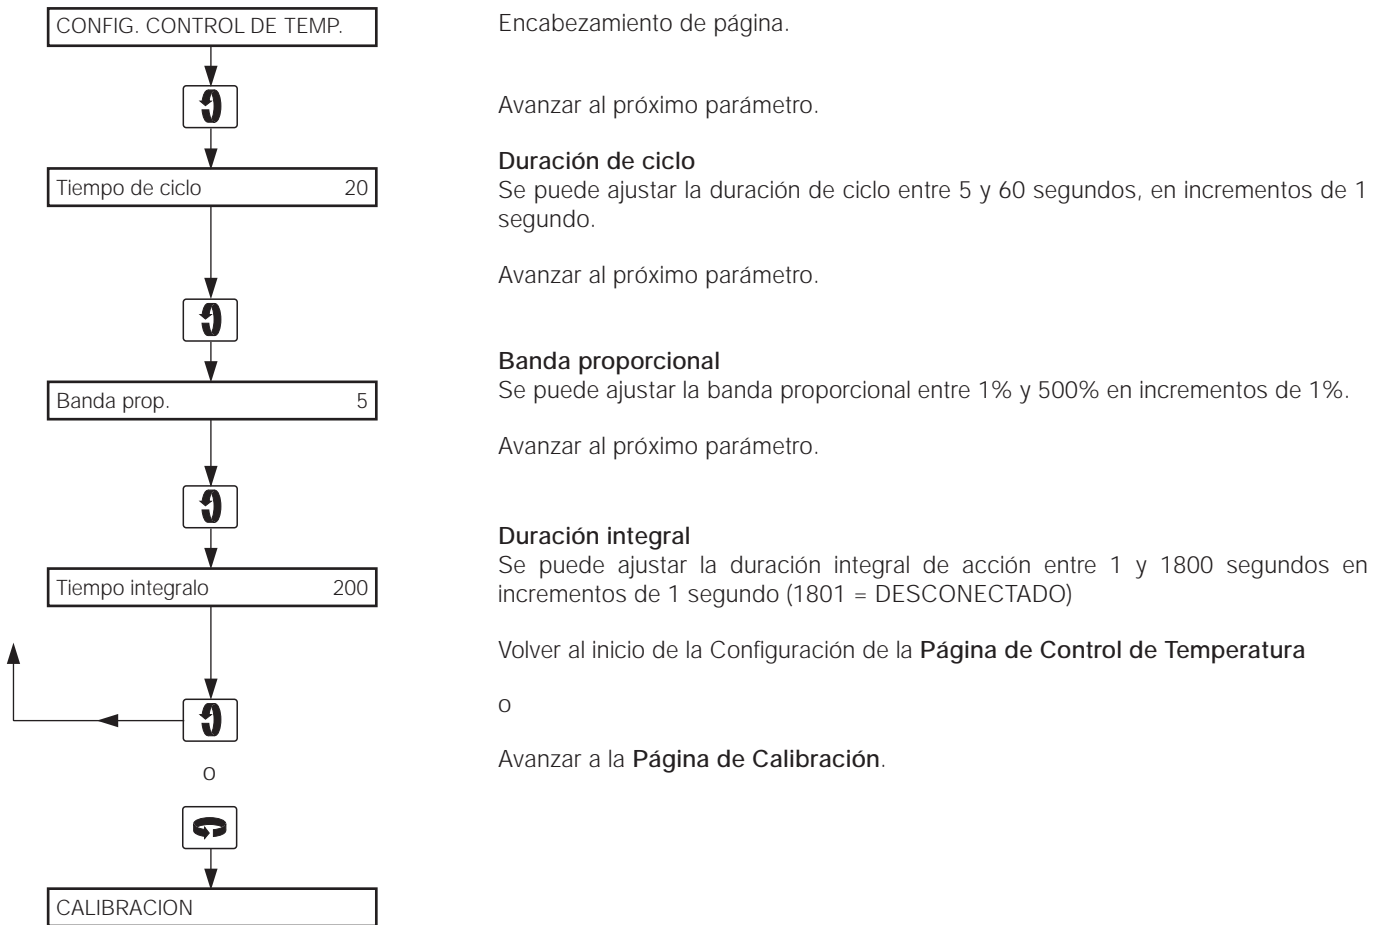 CONFIG. CONTROL DE TEMP.
Encabezamiento de página.
Avanzar al próximo parámetro.
Duración de ciclo
Tiempo de ciclo 20
Se puede ajustar la duración de ciclo entre 5 y 60 segundos, en incrementos de 1
segundo.
Avanzar al próximo parámetro.
Banda proporcional
Banda prop. 5
Se puede ajustar la banda proporcional entre 1% y 500% en incrementos de 1%.
Avanzar al próximo parámetro.
Duración integral
Tiempo integralo 200
Se puede ajustar la duración integral de acción entre 1 y 1800 segundos en
incrementos de 1 segundo (1801 = DESCONECTADO)
Volver al inicio de la Configuración de la Página de Control de Temperatura
o
Avanzar a la Página de Calibración.
o
CALIBRACION